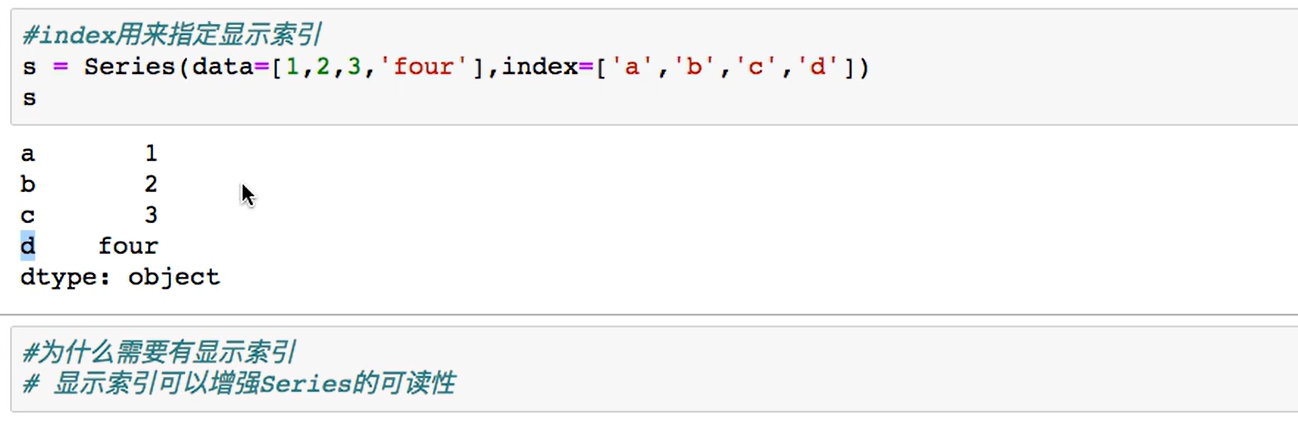 #index用来指定显示索引
s = Series(data=[1,2,3,'four'],index=['a','b','c','d'])
s
a       1
b       2
c       3
d    four
dtype: object
#为什么需要有显示索引
# 显示索引可以增强Series的可读性